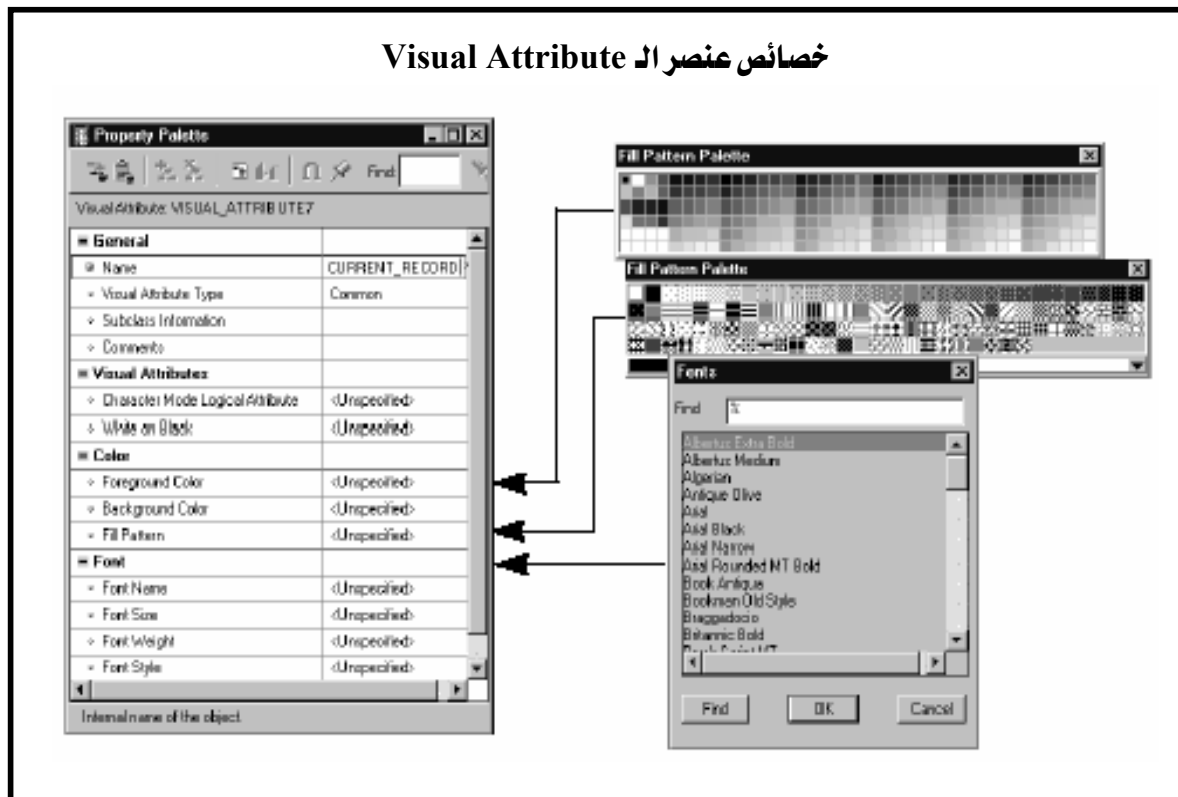 خصائص عنصر الـ Visual Attribute
Property Palette
Find:
Visual Attribute: VISUAL_ATTRIBUTE7
General
Name CURRENT_RECORD
Visual Attribute Type Common
Subclass Information
Comments
Visual Attributes
Character Mode Logical Attribute <Unspecified>
White on Black <Unspecified>
Color
Foreground Color <Unspecified>
Background Color <Unspecified>
Fill Pattern <Unspecified>
Font
Font Name <Unspecified>
Font Size <Unspecified>
Font Weight <Unspecified>
Font Style <Unspecified>
Internal name of the object.
Fill Pattern Palette
Fill Pattern Palette
Fonts
Find %
Albertus Extra Bold
Albertus Medium
Algerian
Antique Olive
Arial
Arial Black
Arial Narrow
Arial Rounded MT Bold
Book Antiqua
Bookman Old Style
Braggadocio
Britannic Bold
Find OK Cancel